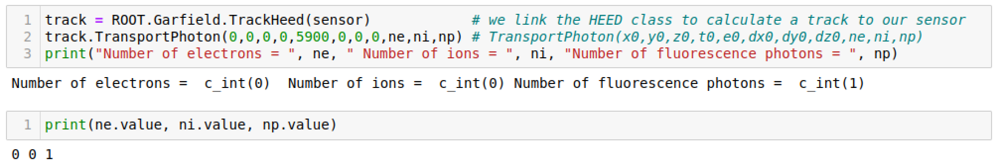 1 track = ROOT.Garfield.TrackHeed(sensor)            # we link the HEED class to calculate a track to our sensor
2 track.TransportPhoton(0,0,0,0,5900,0,0,0,ne,ni,np) # TransportPhoton(x0,y0,z0,t0,e0,dx0,dy0,dz0,ne,ni,np)
3 print("Number of electrons = ", ne, " Number of ions = ", ni, "Number of fluorescence photons = ", np)
Number of electrons =  c_int(0)  Number of ions =  c_int(0) Number of fluorescence photons =  c_int(1)
1 print(ne.value, ni.value, np.value)
0 0 1